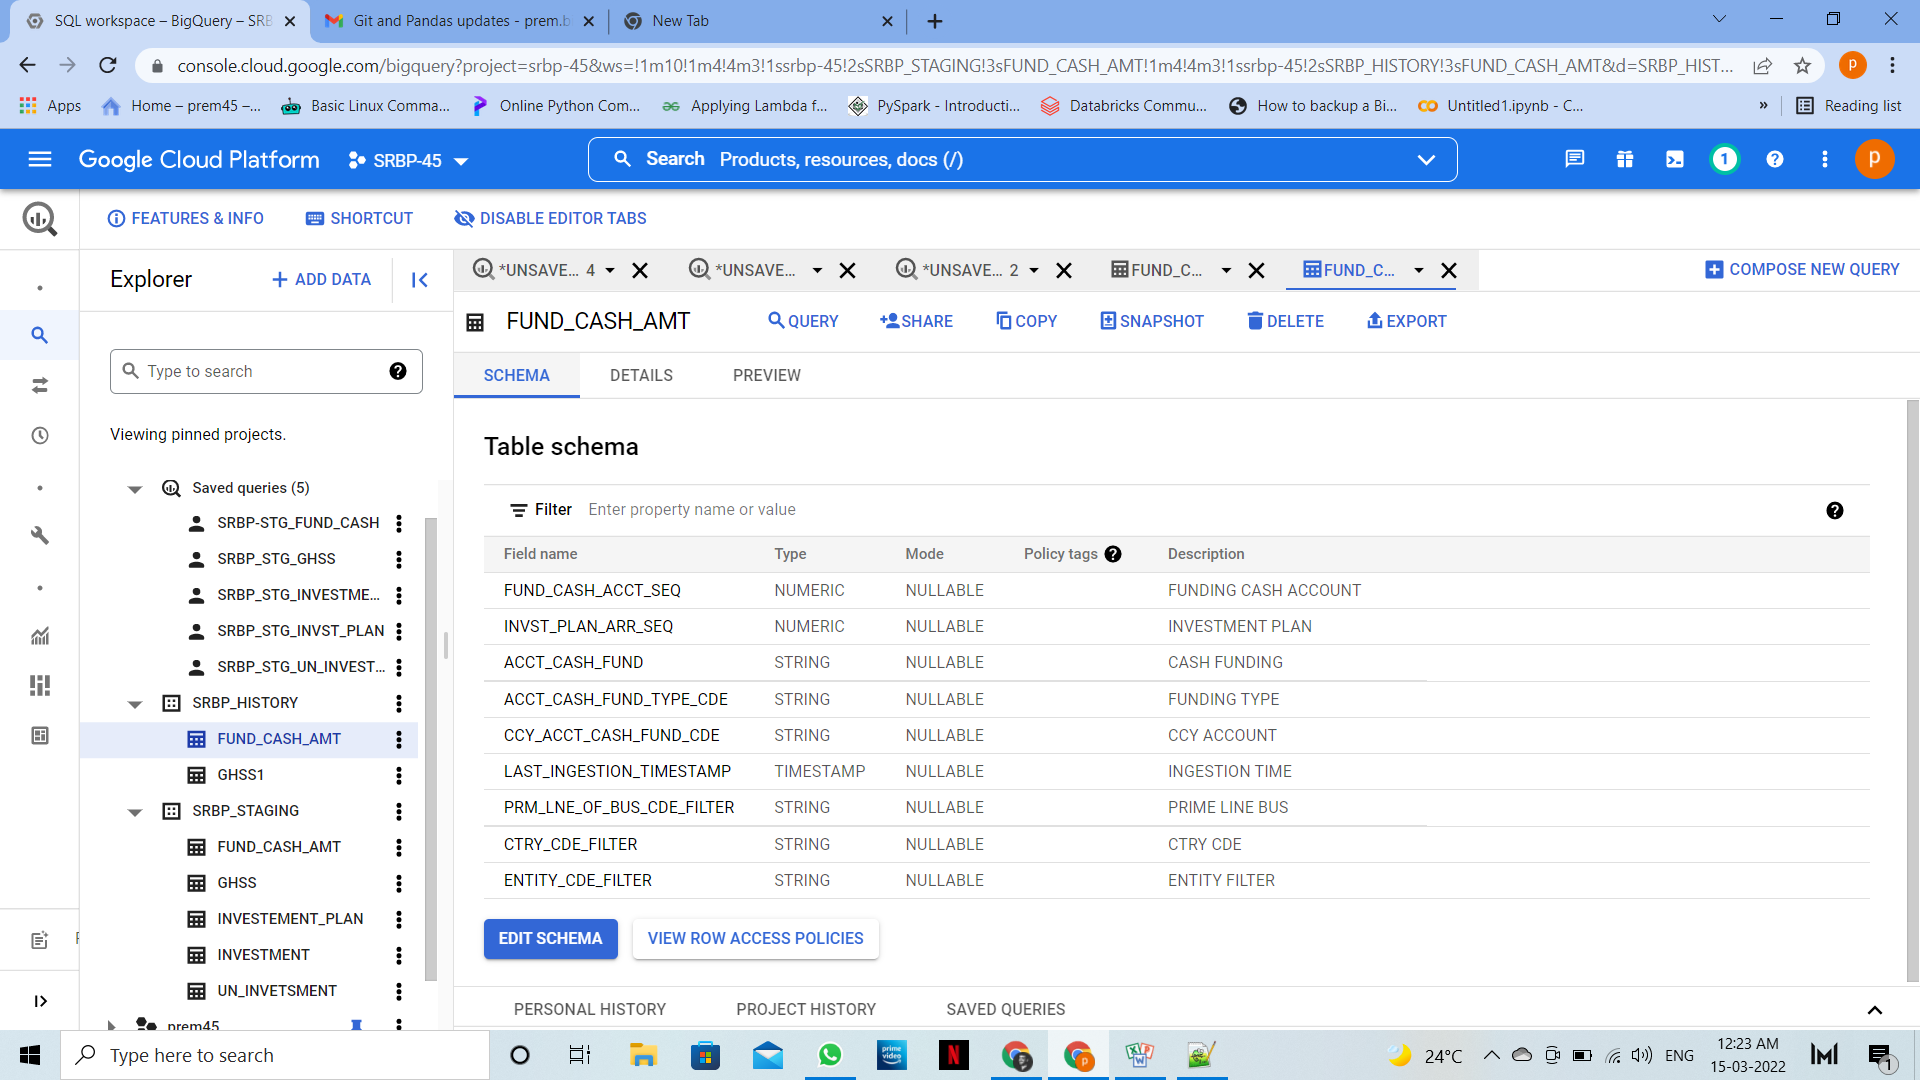 SQL workspace – BigQuery – SRB
Git and Pandas updates - prem.b
New Tab
console.cloud.google.com/bigquery?project=srbp-45&ws=!1m10!1m4!4m3!1ssrbp-45!2sSRBP_STAGING!3sFUND_CASH_AMT!1m4!4m3!1ssrbp-45!2sSRBP_HISTORY!3sFUND_CASH_AMT&d=SRBP_HIST...
p
Apps
Home – prem45 –...
Basic Linux Comma...
Online Python Com...
Applying Lambda f...
PySpark - Introducti...
Databricks Commu...
How to backup a Bi...
Untitled1.ipynb - C...
»
Reading list
Google Cloud Platform
SRBP-45
Search Products, resources, docs (/)
1
p
FEATURES & INFO
SHORTCUT
DISABLE EDITOR TABS
Explorer
+ ADD DATA
*UNSAVE... 4
*UNSAVE...
*UNSAVE... 2
FUND_C...
FUND_C...
COMPOSE NEW QUERY
FUND_CASH_AMT
QUERY
SHARE
COPY
SNAPSHOT
DELETE
EXPORT
Type to search
SCHEMA
DETAILS
PREVIEW
Viewing pinned projects.
Saved queries (5)
SRBP-STG_FUND_CASH
SRBP_STG_GHSS
SRBP_STG_INVESTME...
SRBP_STG_INVST_PLAN
SRBP_STG_UN_INVEST...
SRBP_HISTORY
FUND_CASH_AMT
GHSS1
SRBP_STAGING
FUND_CASH_AMT
GHSS
INVESTEMENT_PLAN
INVESTMENT
UN_INVETSMENT
prem45
Table schema
Filter Enter property name or value
Field name Type Mode Policy tags Description
FUND_CASH_ACCT_SEQ NUMERIC NULLABLE FUNDING CASH ACCOUNT
INVST_PLAN_ARR_SEQ NUMERIC NULLABLE INVESTMENT PLAN
ACCT_CASH_FUND STRING NULLABLE CASH FUNDING
ACCT_CASH_FUND_TYPE_CDE STRING NULLABLE FUNDING TYPE
CCY_ACCT_CASH_FUND_CDE STRING NULLABLE CCY ACCOUNT
LAST_INGESTION_TIMESTAMP TIMESTAMP NULLABLE INGESTION TIME
PRM_LNE_OF_BUS_CDE_FILTER STRING NULLABLE PRIME LINE BUS
CTRY_CDE_FILTER STRING NULLABLE CTRY CDE
ENTITY_CDE_FILTER STRING NULLABLE ENTITY FILTER
EDIT SCHEMA
VIEW ROW ACCESS POLICIES
PERSONAL HISTORY
PROJECT HISTORY
SAVED QUERIES
Type here to search
prime video
N
24°C
ENG
12:23 AM
15-03-2022
1